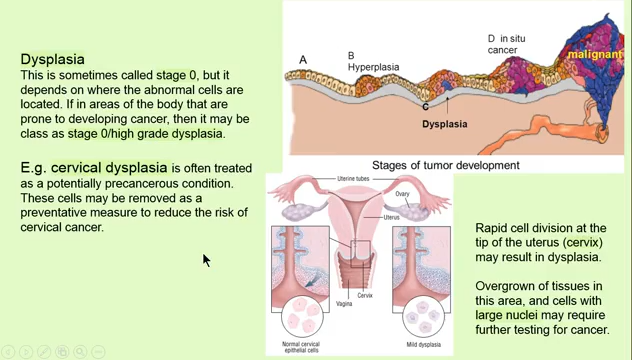 Dysplasia
This is sometimes called stage 0, but it
depends on where the abnormal cells are
located. If in areas of the body that are
prone to developing cancer, then it may be
class as stage 0/high grade dysplasia.
E.g. cervical dysplasia is often treated
as a potentially precancerous condition.
These cells may be removed as a
preventative measure to reduce the risk of
cervical cancer.
A
B
Hyperplasia
C
Dysplasia
D in situ
cancer
malignant
Stages of tumor development
Uterine tubes
Ovary
Uterus
Cervix
Vagina
Normal cervical
epithelial cells
Mild dysplasia
Rapid cell division at the
tip of the uterus (cervix)
may result in dysplasia.
Overgrown of tissues in
this area, and cells with
large nuclei may require
further testing for cancer.